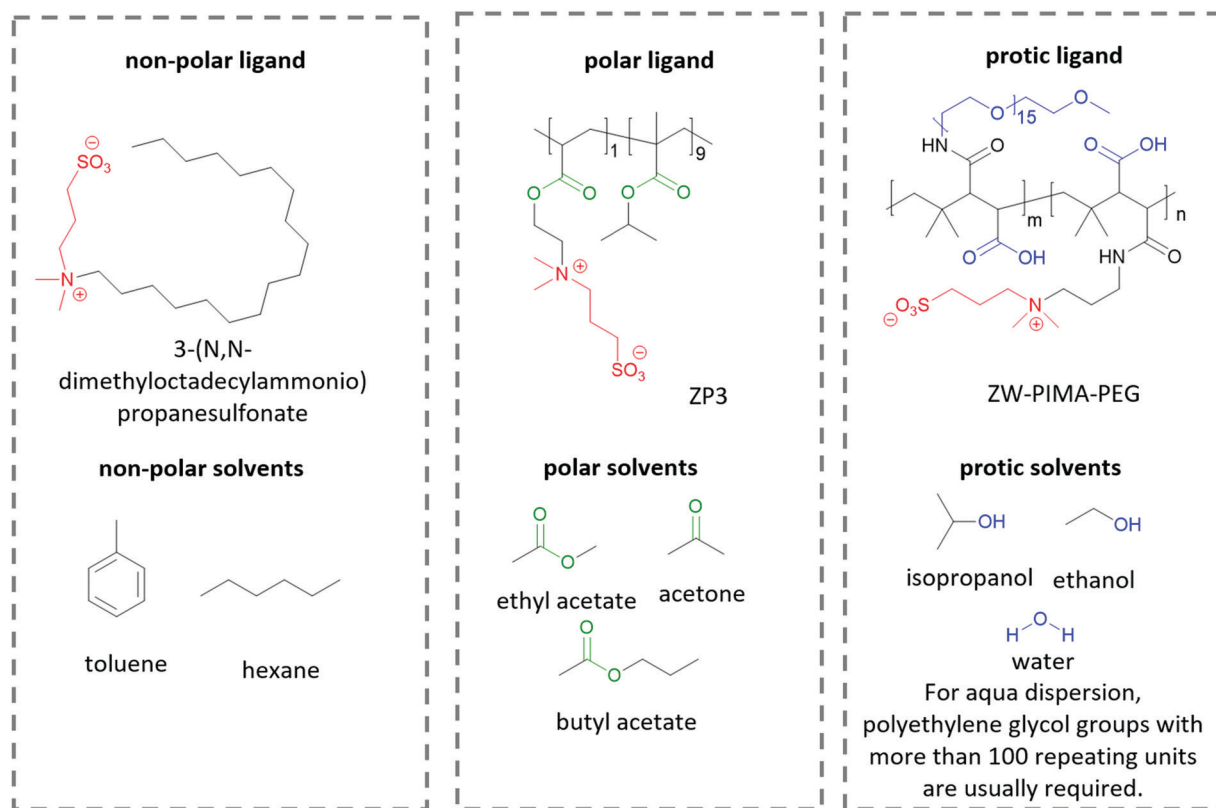 non-polar ligand
⊖
SO3
N
⊕
3-(N,N-
dimethyloctadecylammonio)
propanesulfonate
non-polar solvents
toluene
hexane
polar ligand
1
9
O
O
O
O
N
⊕
⊖
SO3
ZP3
polar solvents
O
O
O
ethyl acetate
acetone
O
O
butyl acetate
protic ligand
O
15
O
HN
O
O
OH
m
n
O
OH
HN
O
O3S
⊖
N
⊕
ZW-PIMA-PEG
protic solvents
OH
OH
isopropanol
ethanol
H O H
water
For aqua dispersion,
polyethylene glycol groups with
more than 100 repeating units
are usually required.